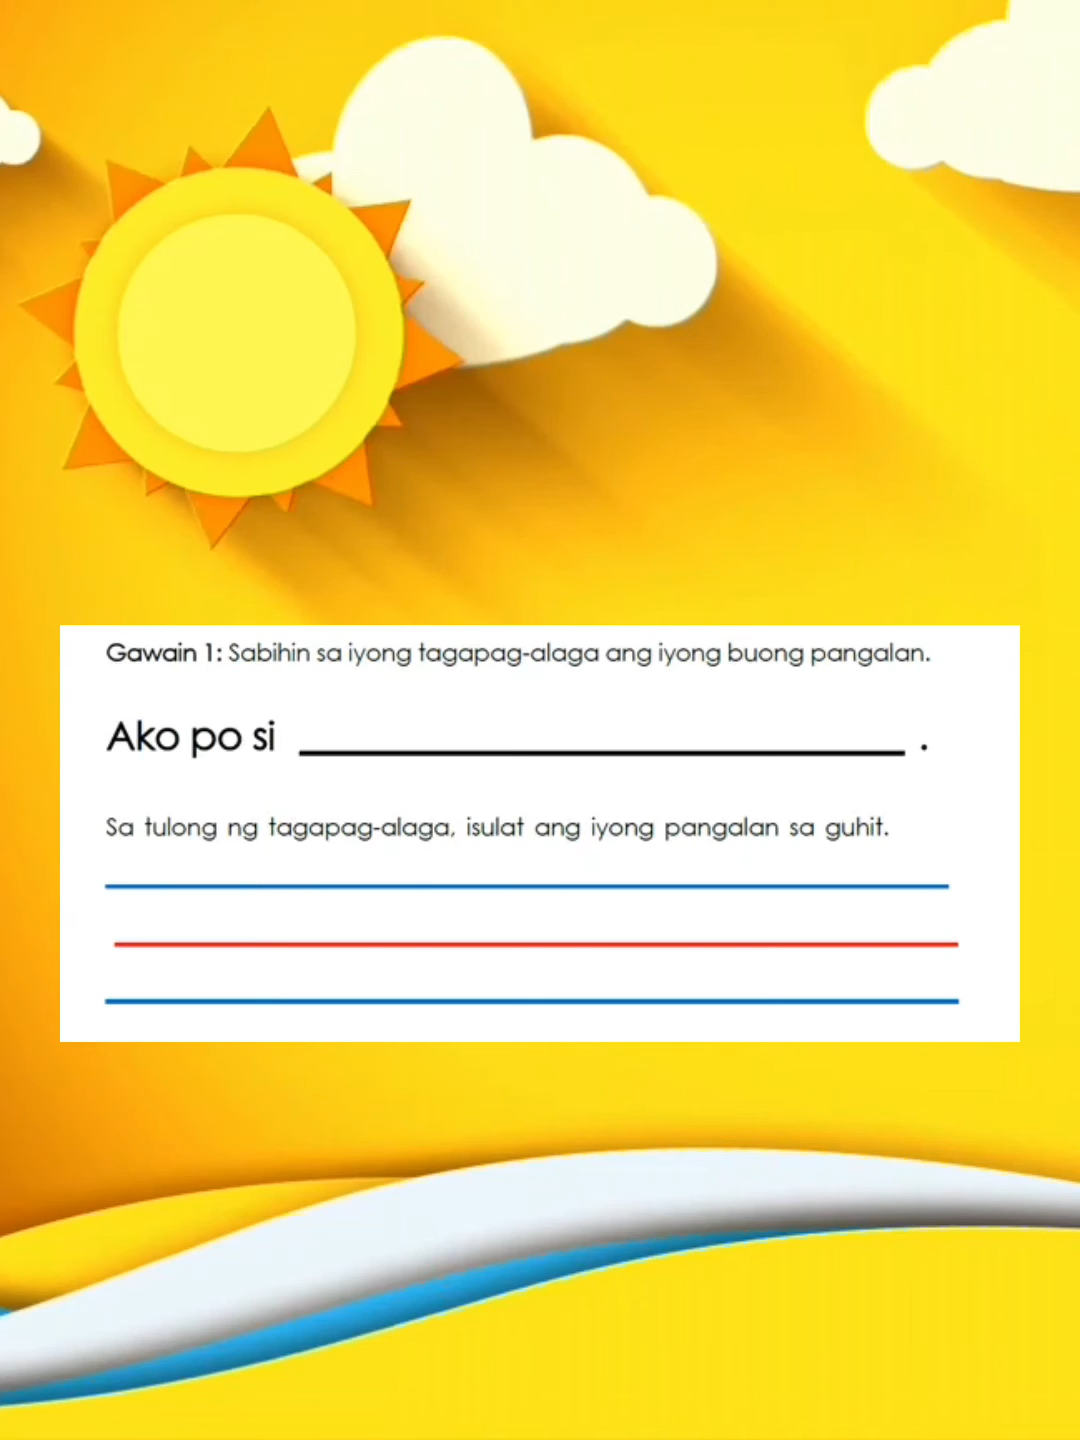 Gawain 1: Sabihin sa iyong tagapag-alaga ang iyong buong pangalan.
Ako po si ____________________ .
Sa tulong ng tagapag-alaga, isulat ang iyong pangalan sa guhit.